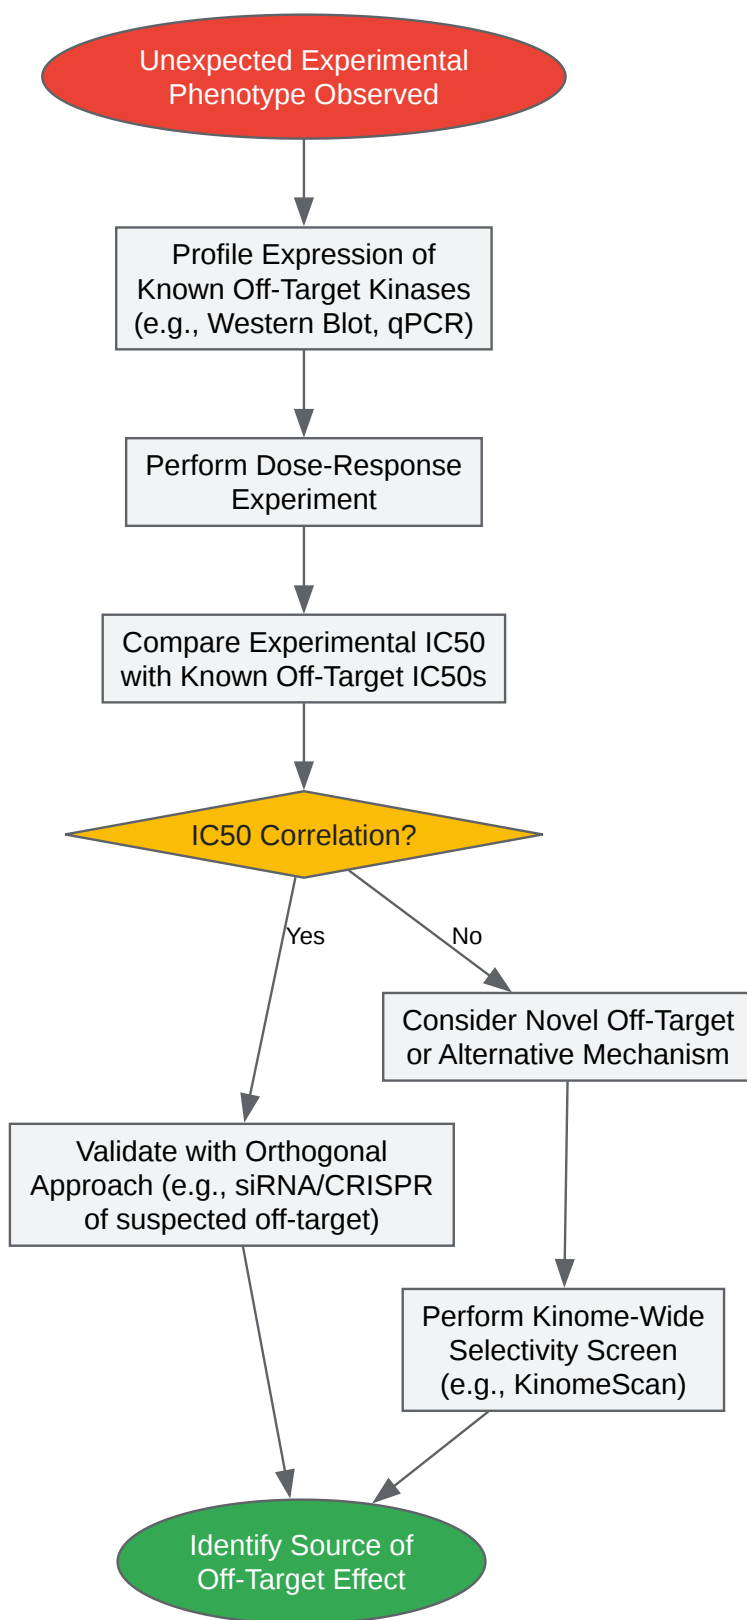 Unexpected Experimental
Phenotype Observed
Profile Expression of
Known Off-Target Kinases
(e.g., Western Blot, qPCR)
Perform Dose-Response
Experiment
Compare Experimental IC50
with Known Off-Target IC50s
IC50 Correlation?
Yes
No
Consider Novel Off-Target
or Alternative Mechanism
Validate with Orthogonal
Approach (e.g., siRNA/CRISPR
of suspected off-target)
Perform Kinome-Wide
Selectivity Screen
(e.g., KinomeScan)
Identify Source of
Off-Target Effect